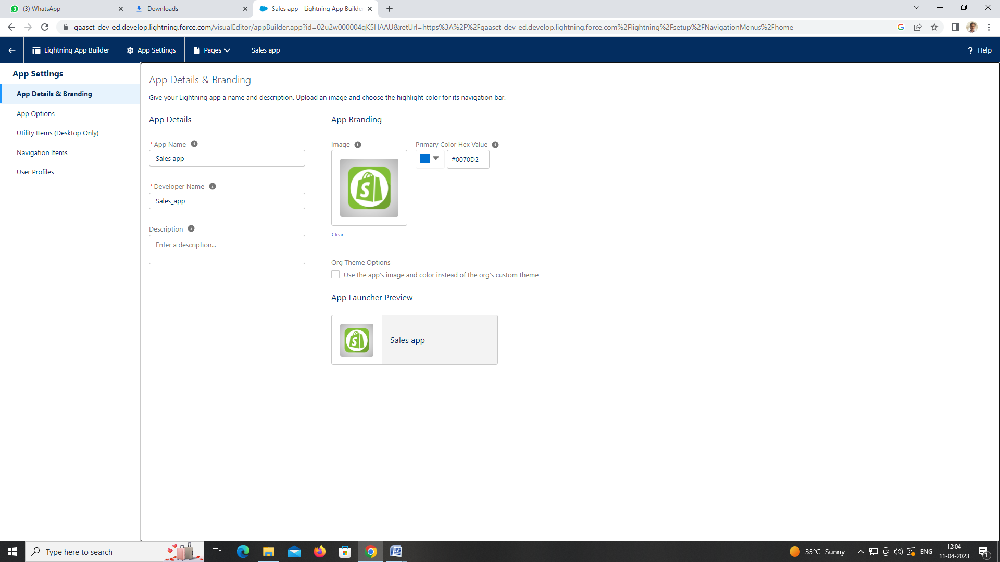 (3) WhatsApp
Downloads
Sales app - Lightning App Builde
gaasct-dev-ed.develop.lightning.force.com/visualEditor/appBuilder.app?id=02u2w000004qK5HAAU&retUrl=https%3A%2F%2Fgaasct-dev-ed.develop.lightning.force.com%2Flightning%2Fsetup%2FNavigationMenus%2Fhome
Lightning App Builder
App Settings
Pages
Sales app
? Help
App Settings
App Details & Branding
App Options
Utility Items (Desktop Only)
Navigation Items
User Profiles
App Details & Branding
Give your Lightning app a name and description. Upload an image and choose the highlight color for its navigation bar.
App Details
*App Name
Sales app
*Developer Name
Sales_app
Description
Enter a description...
App Branding
Image
S
Clear
Primary Color Hex Value
#0070D2
Org Theme Options
Use the app's image and color instead of the org's custom theme
App Launcher Preview
S
Sales app
Type here to search
35°C Sunny
ENG
12:04
11-04-2023
1